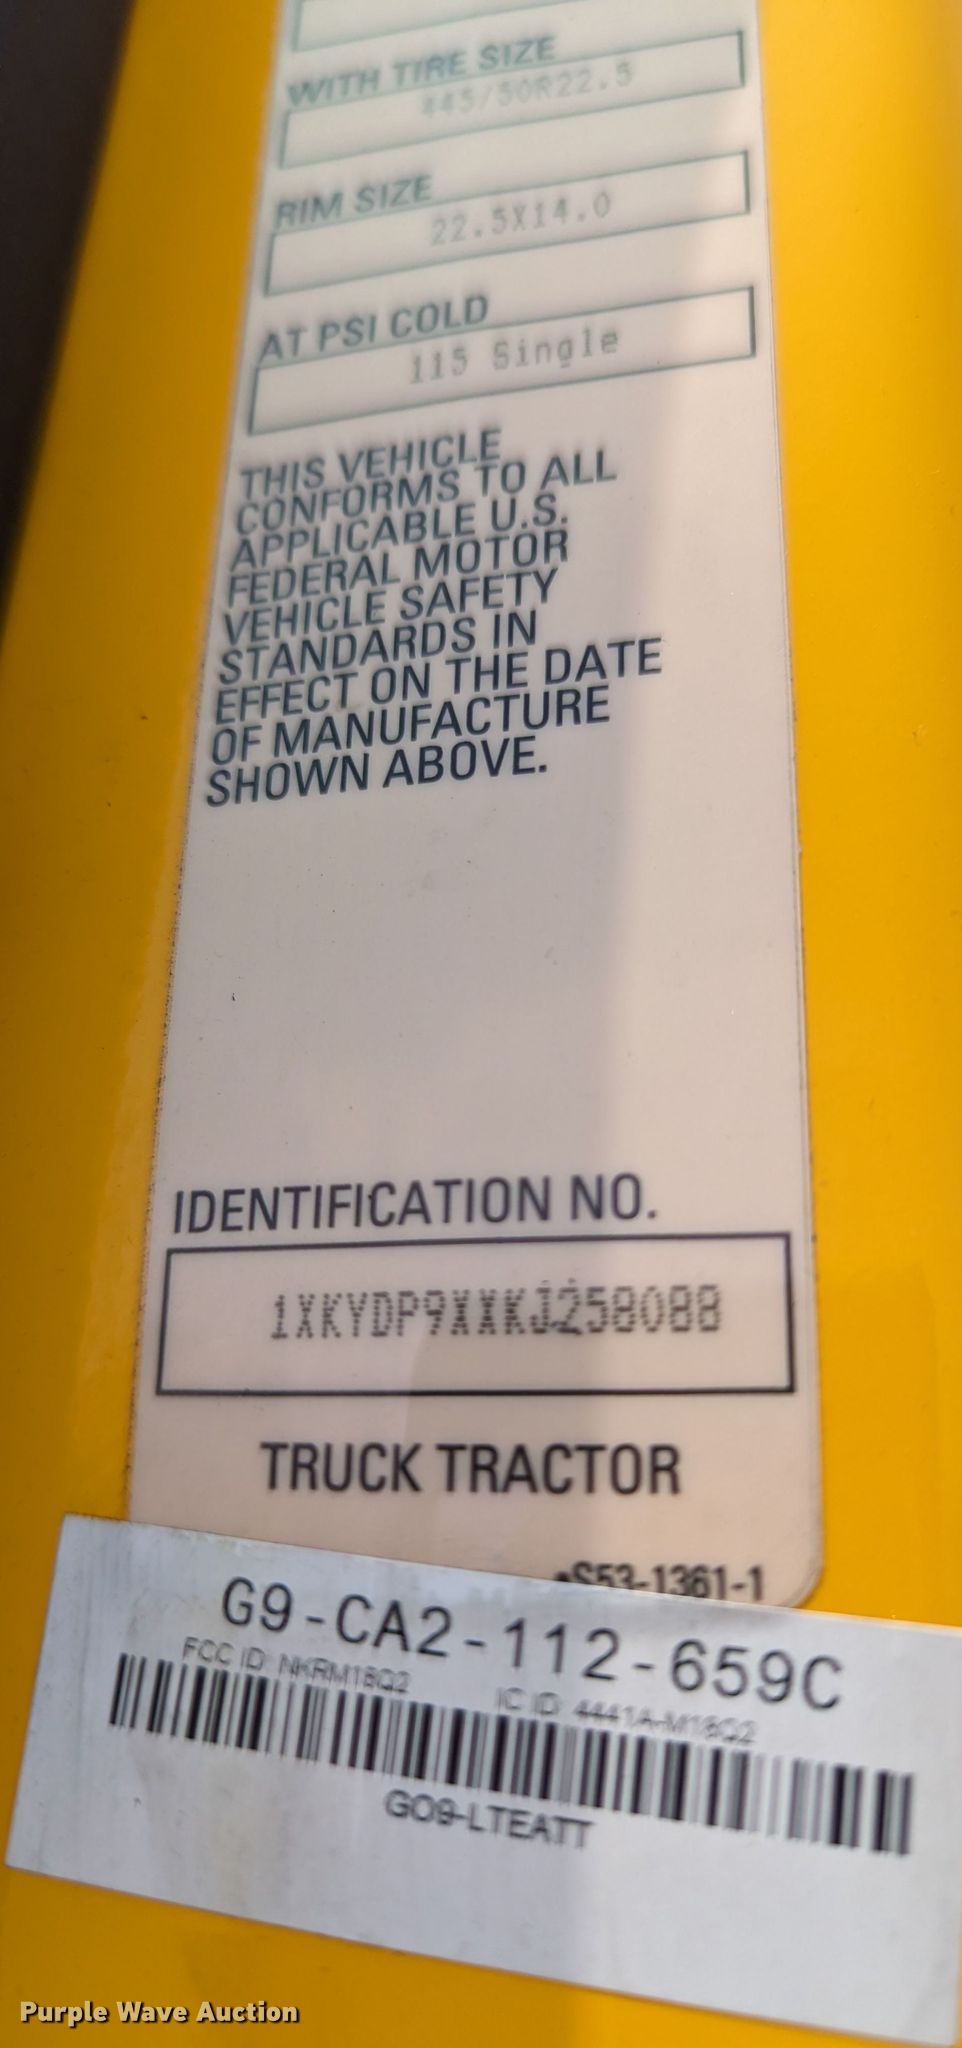 WITH TIRE SIZE
445/50R22.5
RIM SIZE
22.5X14.0
AT PSI COLD
115 Single
THIS VEHICLE
CONFORMS TO ALL
APPLICABLE U.S.
FEDERAL MOTOR
VEHICLE SAFETY
STANDARDS IN
EFFECT ON THE DATE
OF MANUFACTURE
SHOWN ABOVE.
IDENTIFICATION NO.
1XKYDP9XXKJ258088
TRUCK TRACTOR
•S53-1361-1
G9-CA2-112-659C
FCC ID: NKRM18Q2 IC ID: 4441A-M18Q2
GO9-LTEATT
Purple Wave Auction